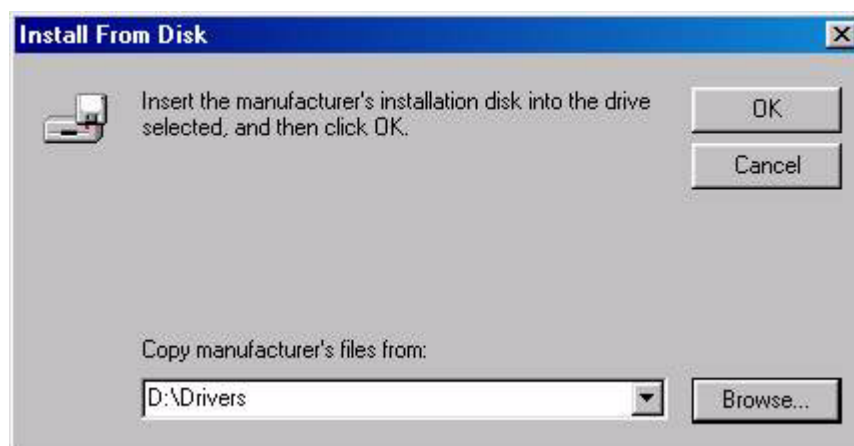 Install From Disk
Insert the manufacturer's installation disk into the drive
selected, and then click OK.
OK
Cancel
Copy manufacturer's files from:
D:\Drivers
Browse...